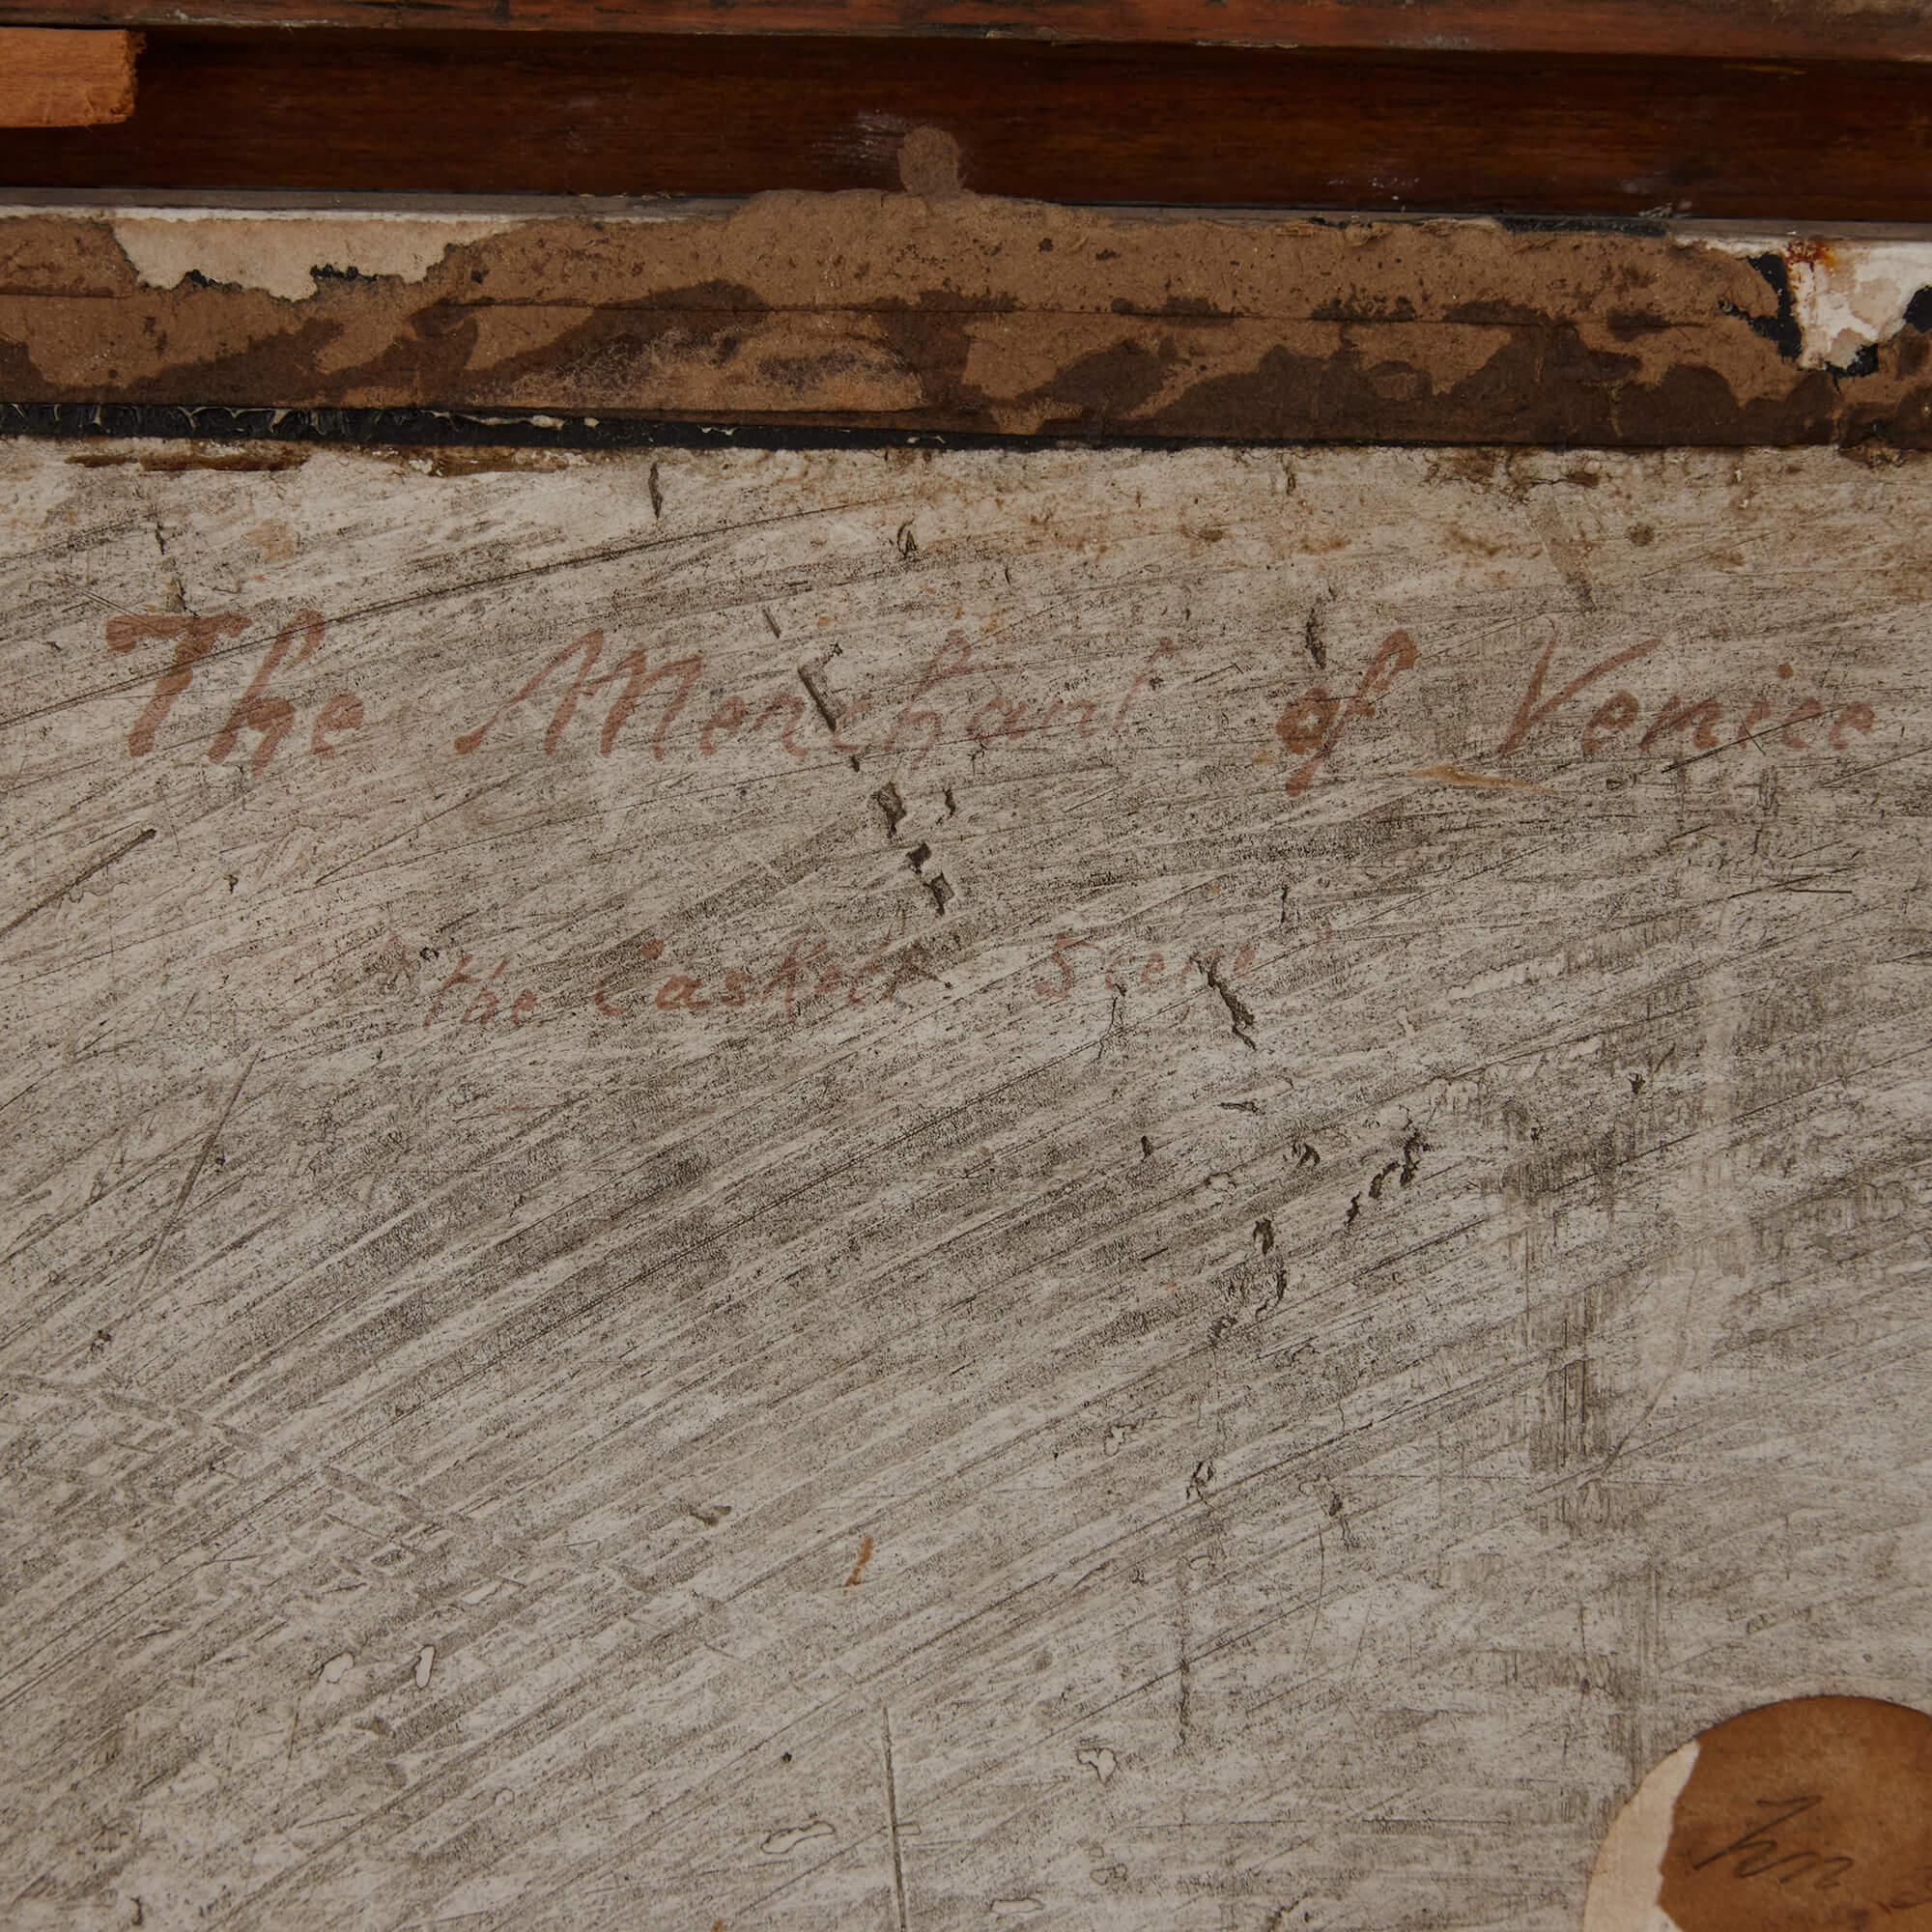 The Merchant of Venice
"the Casket Scene"